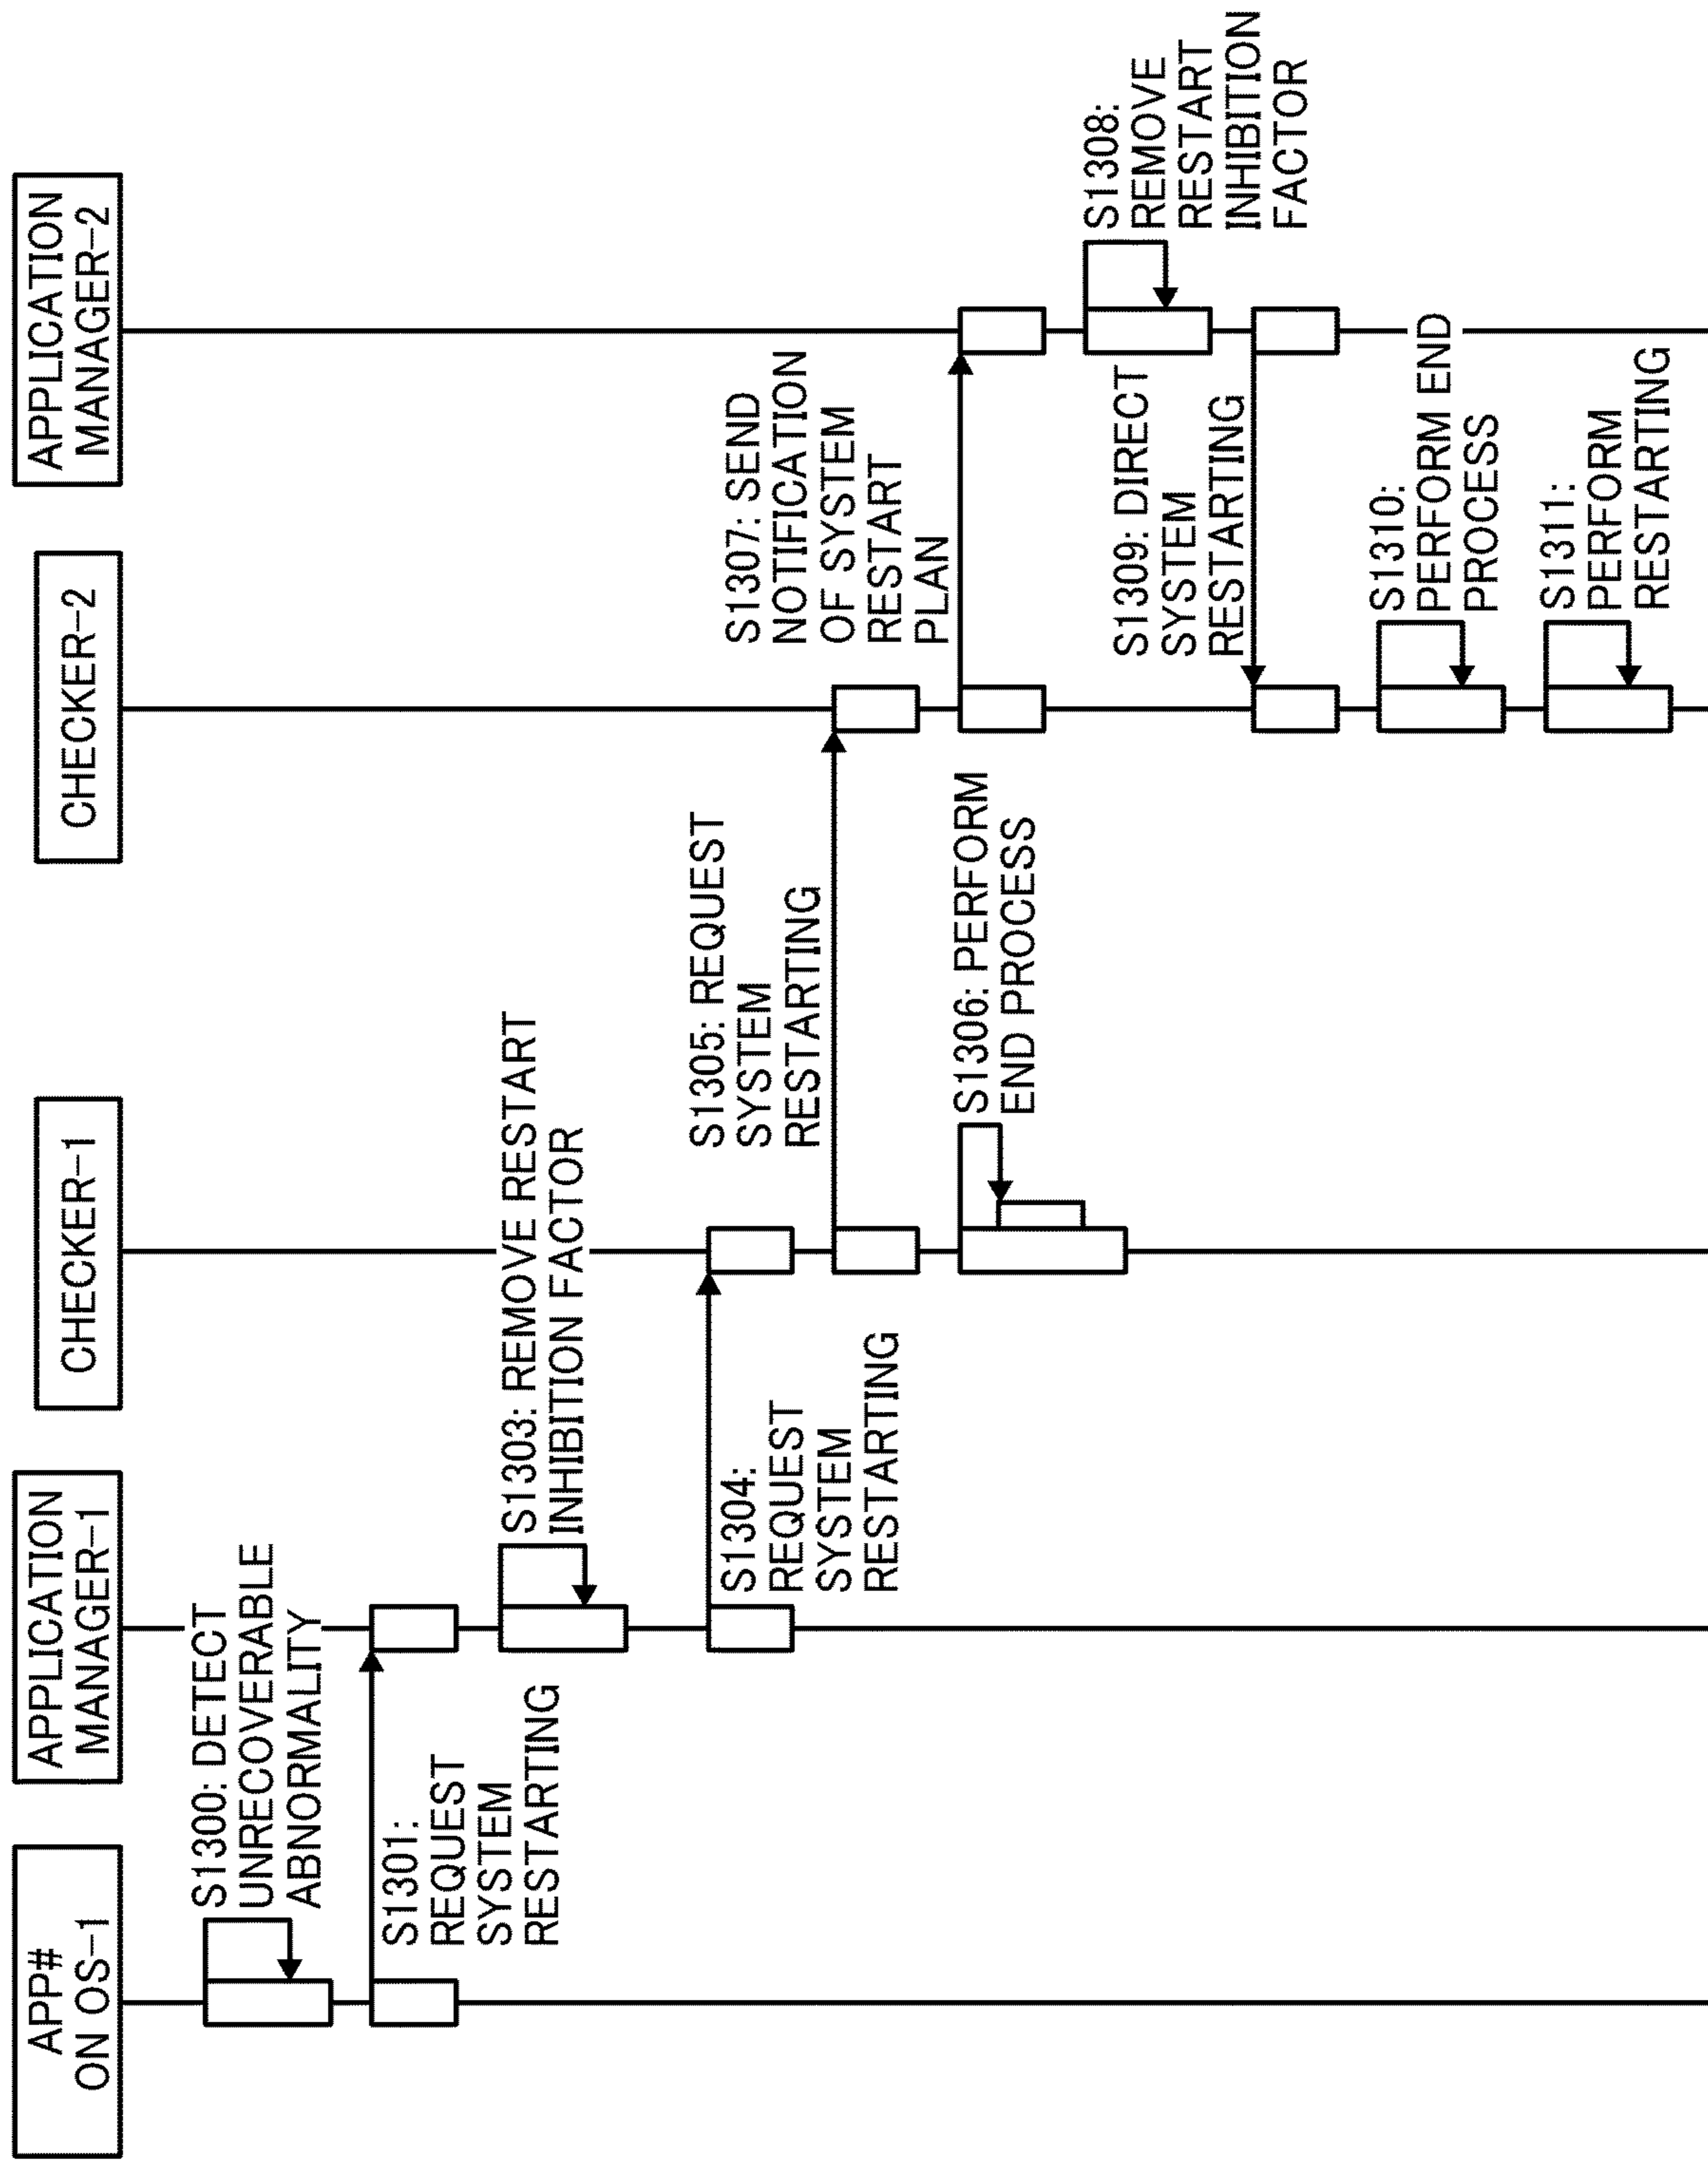 APP#
ON OS-1
APPLICATION
MANAGER-1
CHECKER-1
CHECKER-2
APPLICATION
MANAGER-2
S1300: DETECT
UNRECOVERABLE
ABNORMALITY
S1301:
REQUEST
SYSTEM
RESTARTING
S1303: REMOVE RESTART
INHIBITION FACTOR
S1304:
REQUEST
SYSTEM
RESTARTING
S1305: REQUEST
SYSTEM
RESTARTING
S1306: PERFORM
END PROCESS
S1307: SEND
NOTIFICATION
OF SYSTEM
RESTART
PLAN
S1308:
REMOVE
RESTART
INHIBITION
FACTOR
S1309: DIRECT
SYSTEM
RESTARTING
S1310:
PERFORM END
PROCESS
S1311:
PERFORM
RESTARTING